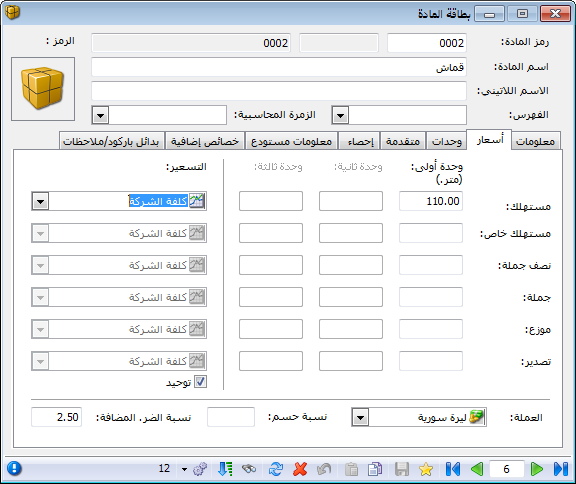 بطاقة المادة
رمز المادة: 0002 0002 الرمز :
اسم المادة: قماش
الاسم اللاتيني:
الفهرس: الزمرة المحاسبية:
معلومات أسعار وحدات متقدمة إحصاء معلومات مستودع خصائص إضافية بدائل باركود/ملاحظات
وحدة أولى: وحدة ثانية: وحدة ثالثة: التسعير:
(متر.)
مستهلك: 110.00 كلفة الشركة
مستهلك خاص: كلفة الشركة
نصف جملة: كلفة الشركة
جملة: كلفة الشركة
موزع: كلفة الشركة
تصدير: كلفة الشركة
توحيد
العملة: ليرة سورية نسبة حسم: نسبة الضر. المضافة: 2.50
6 12